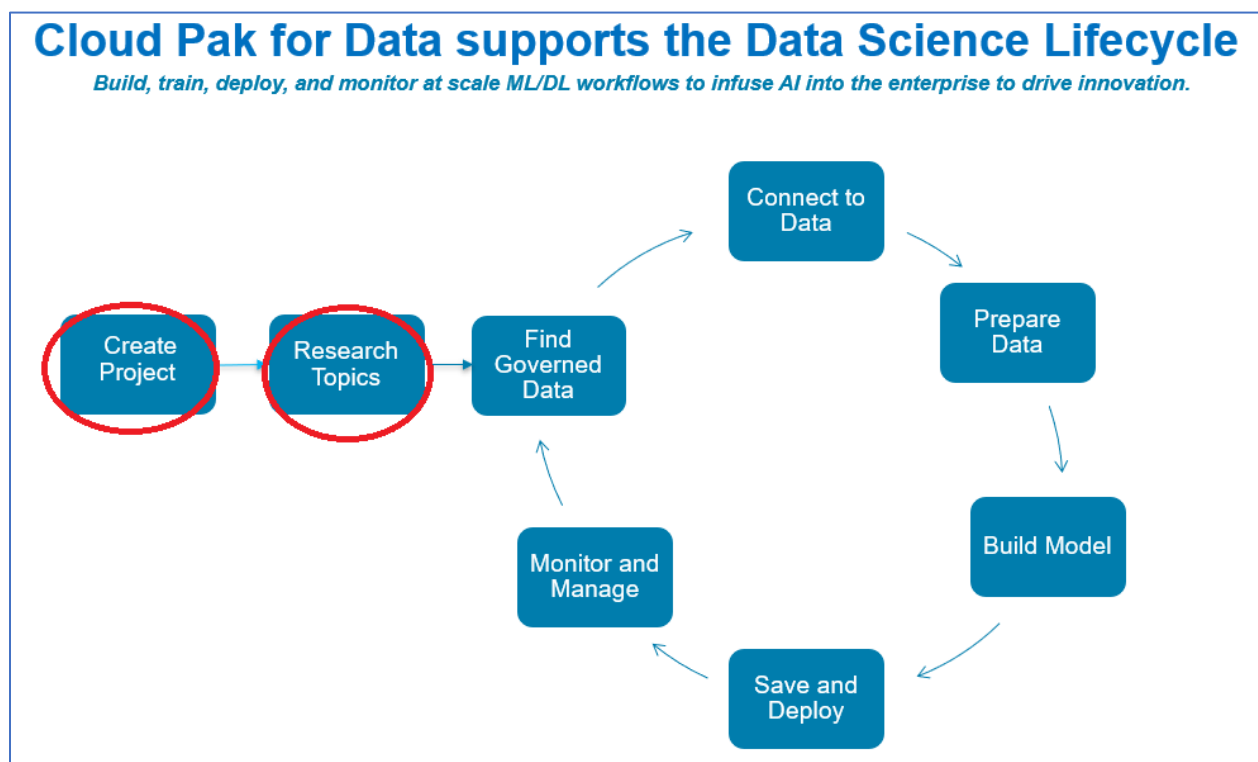 Cloud Pak for Data supports the Data Science Lifecycle
Build, train, deploy, and monitor at scale ML/DL workflows to infuse AI into the enterprise to drive innovation.
Create
Project
Research
Topics
Find
Governed
Data
Connect to
Data
Prepare
Data
Build Model
Save and
Deploy
Monitor and
Manage